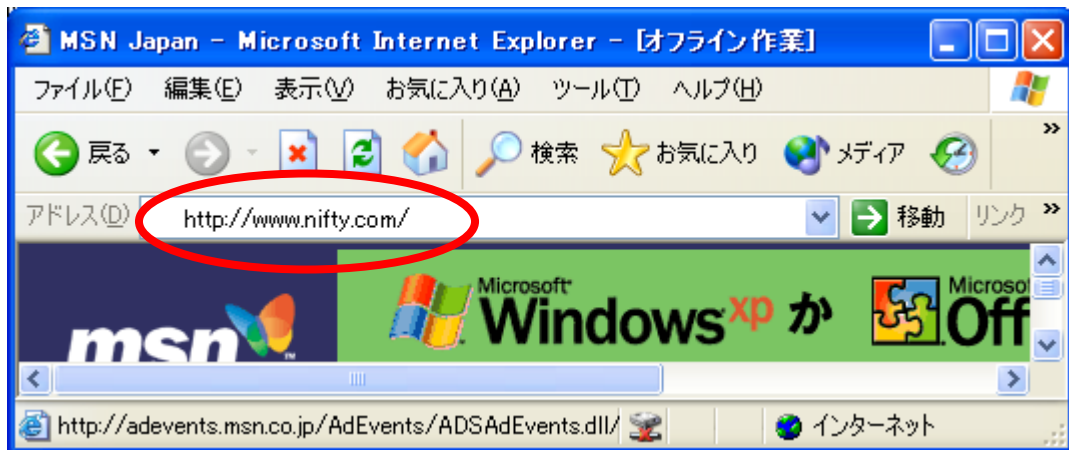 MSN Japan - Microsoft Internet Explorer - [オフライン作業]
ファイル(F) 編集(E) 表示(V) お気に入り(A) ツール(T) ヘルプ(H)
戻る 検索 お気に入り メディア »
アドレス(D) http://www.nifty.com/ 移動 リンク »
msn Microsoft Windows xp か Microsof Off
http://adevents.msn.co.jp/AdEvents/ADSAdEvents.dll/ インターネット